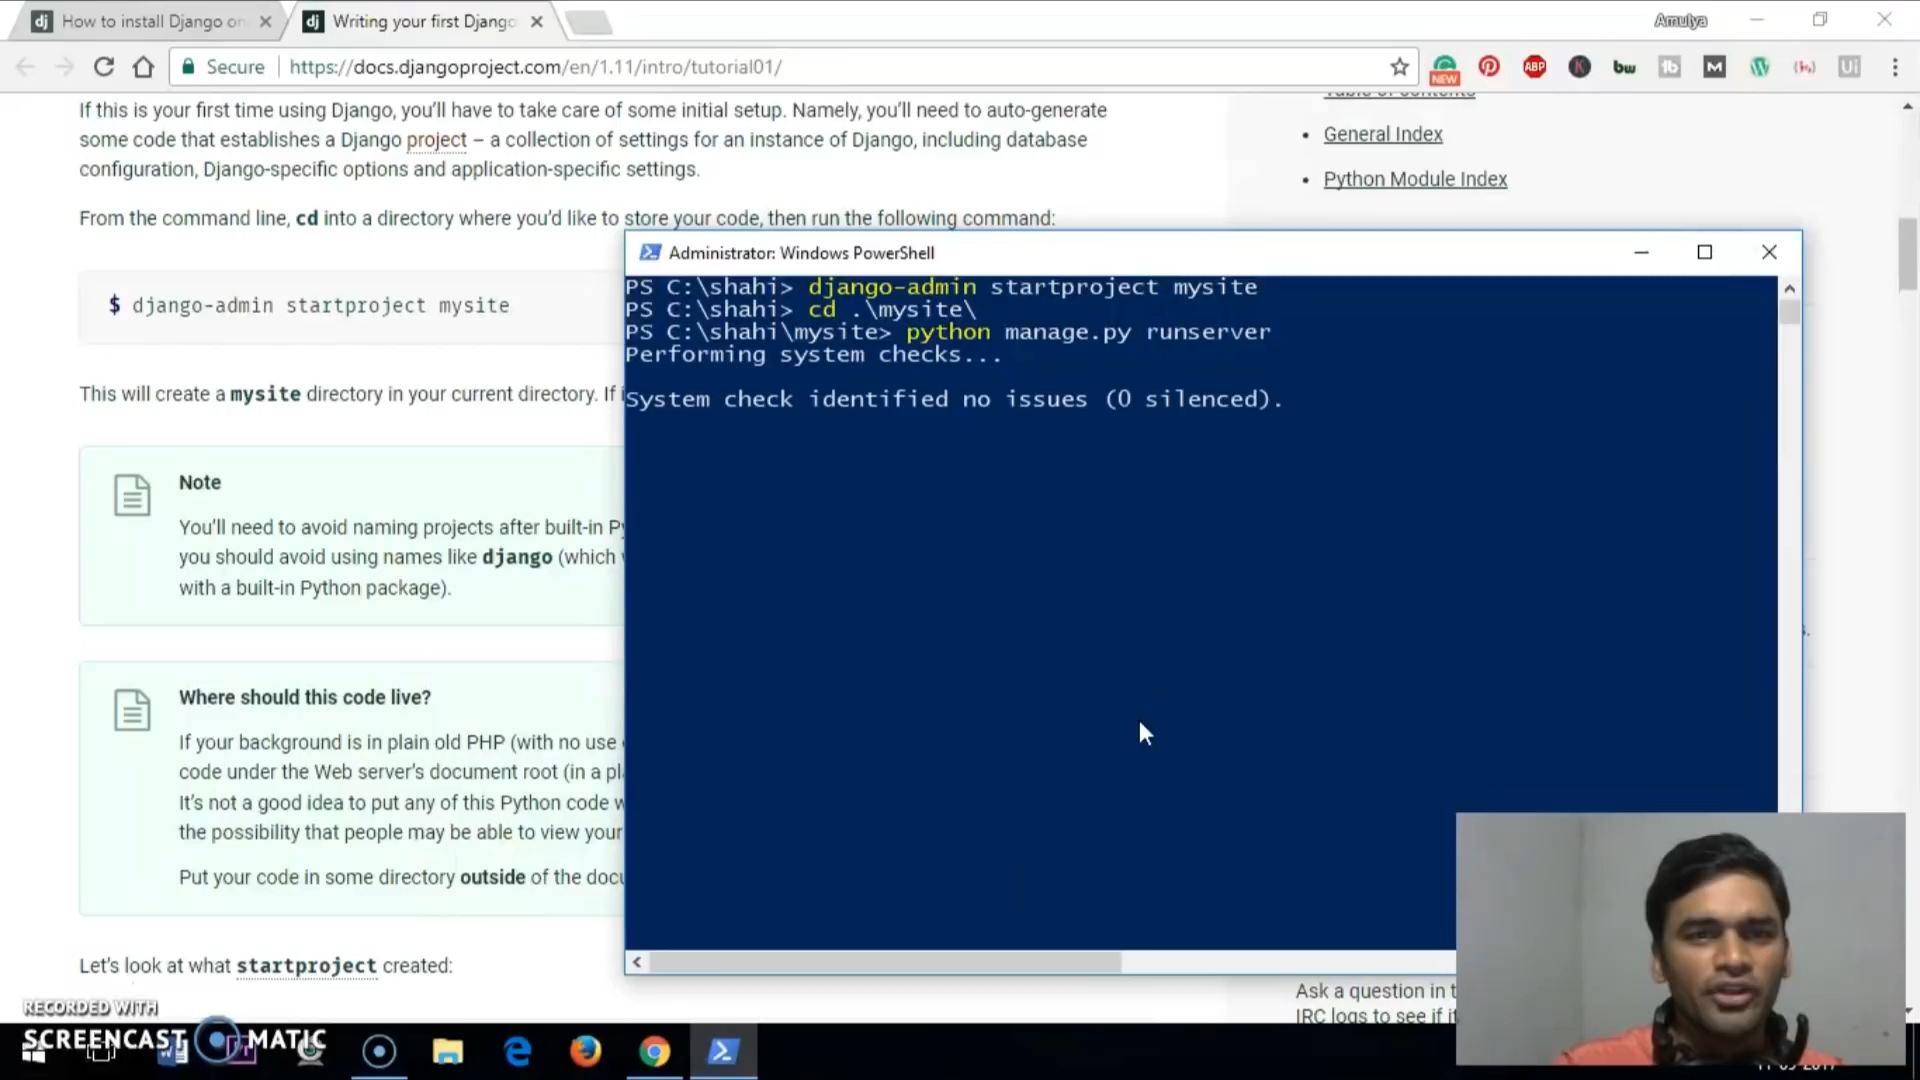 How to install Django on
Writing your first Django
Amulya
Secure
https://docs.djangoproject.com/en/1.11/intro/tutorial01/
NEW
ABP
K
bw
M
Ui
If this is your first time using Django, you’ll have to take care of some initial setup. Namely, you’ll need to auto-generate
some code that establishes a Django project – a collection of settings for an instance of Django, including database
configuration, Django-specific options and application-specific settings.
From the command line, cd into a directory where you’d like to store your code, then run the following command:
$ django-admin startproject mysite
This will create a mysite directory in your current directory. If
Note
You’ll need to avoid naming projects after built-in
you should avoid using names like django (which
with a built-in Python package).
Where should this code live?
If your background is in plain old PHP (with no use
code under the Web server’s document root (in a
It’s not a good idea to put any of this Python code
the possibility that people may be able to view your
Put your code in some directory outside of the
Let’s look at what startproject created:
Table of contents
General Index
Python Module Index
Administrator: Windows PowerShell
PS C:\shahi> django-admin startproject mysite
PS C:\shahi> cd .\mysite\
PS C:\shahi\mysite> python manage.py runserver
Performing system checks...
System check identified no issues (0 silenced).
Ask a question in
IRC logs to see if
RECORDED WITH
SCREENCAST MATIC